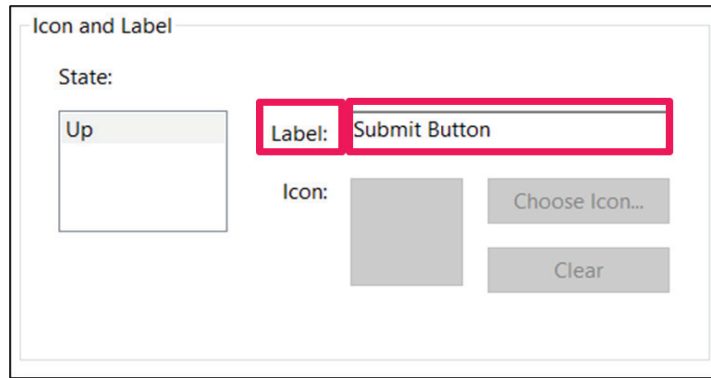 Icon and Label
State:
Up
Label: Submit Button
Icon:
Choose Icon...
Clear